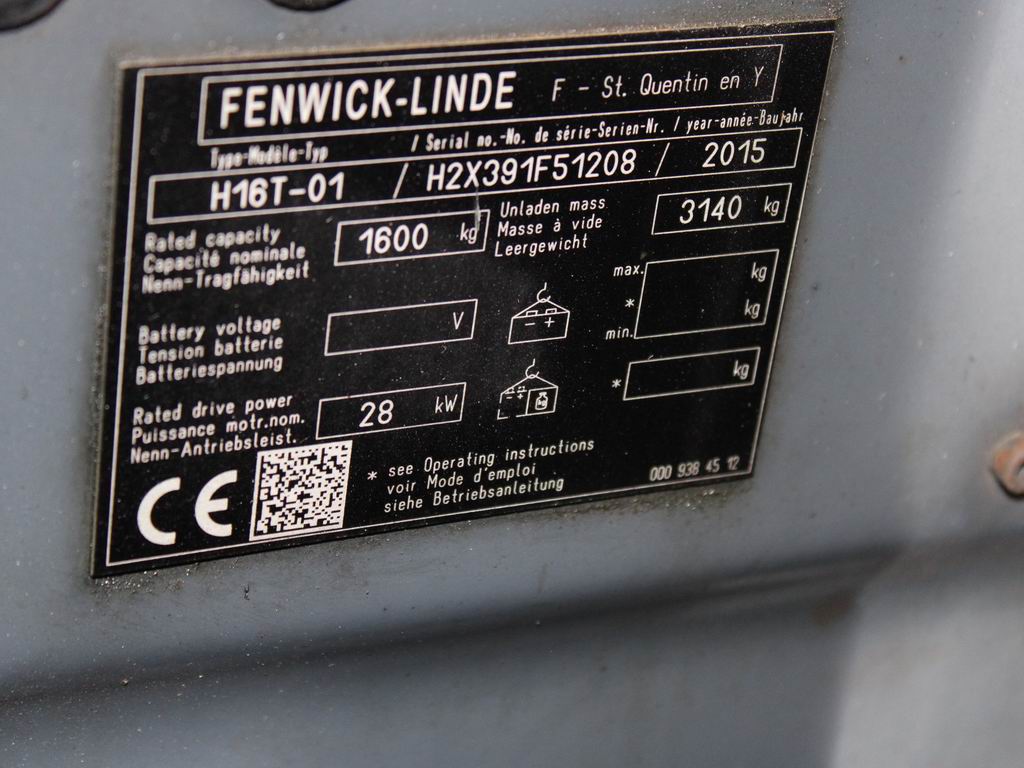 FENWICK-LINDE F - St. Quentin en Y
Type-Modèle-Typ / Serial no.-No. de série-Serien-Nr. / year-année-Baujahr
H16T-01 / H2X391F51208 / 2015
Rated capacity
Capacité nominale
Nenn-Tragfähigkeit
1600 kg
Unladen mass
Masse à vide
Leergewicht
3140 kg
Battery voltage
Tension batterie
Batteriespannung
V
- +
max. kg
* kg
min.
Rated drive power
Puissance motr.nom.
Nenn-Antriebsleist.
28 kW
- + kg
* kg
CE
* see Operating instructions
voir Mode d'emploi
siehe Betriebsanleitung
000 938 45 12